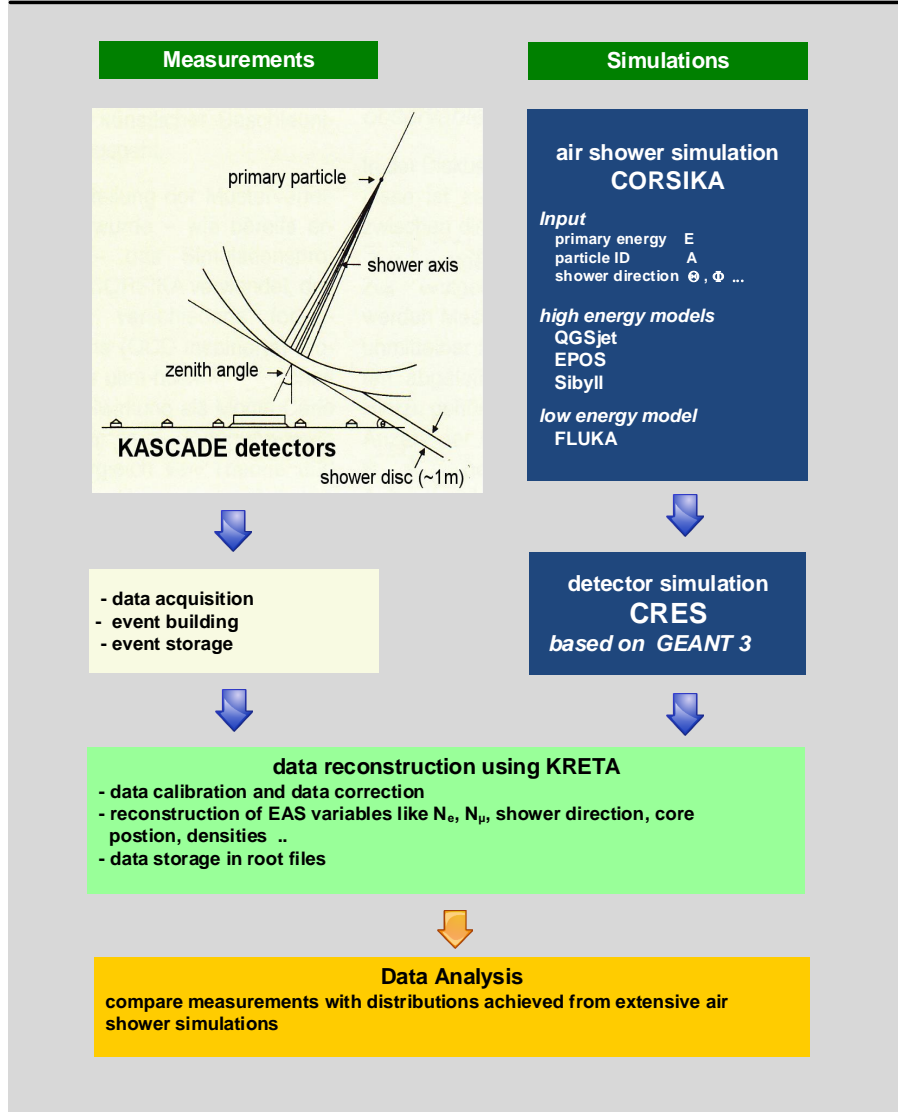 Measurements
primary particle
shower axis
zenith angle
KASCADE detectors
shower disc (~1m)
- data acquisition
- event building
- event storage
Simulations
air shower simulation
CORSIKA
Input
primary energy E
particle ID A
shower direction Θ , Φ ...
high energy models
QGSjet
EPOS
Sibyll
low energy model
FLUKA
detector simulation
CRES
based on GEANT 3
data reconstruction using KRETA
- data calibration and data correction
- reconstruction of EAS variables like Nₑ, N_μ, shower direction, core
postion, densities ..
- data storage in root files
Data Analysis
compare measurements with distributions achieved from extensive air
shower simulations